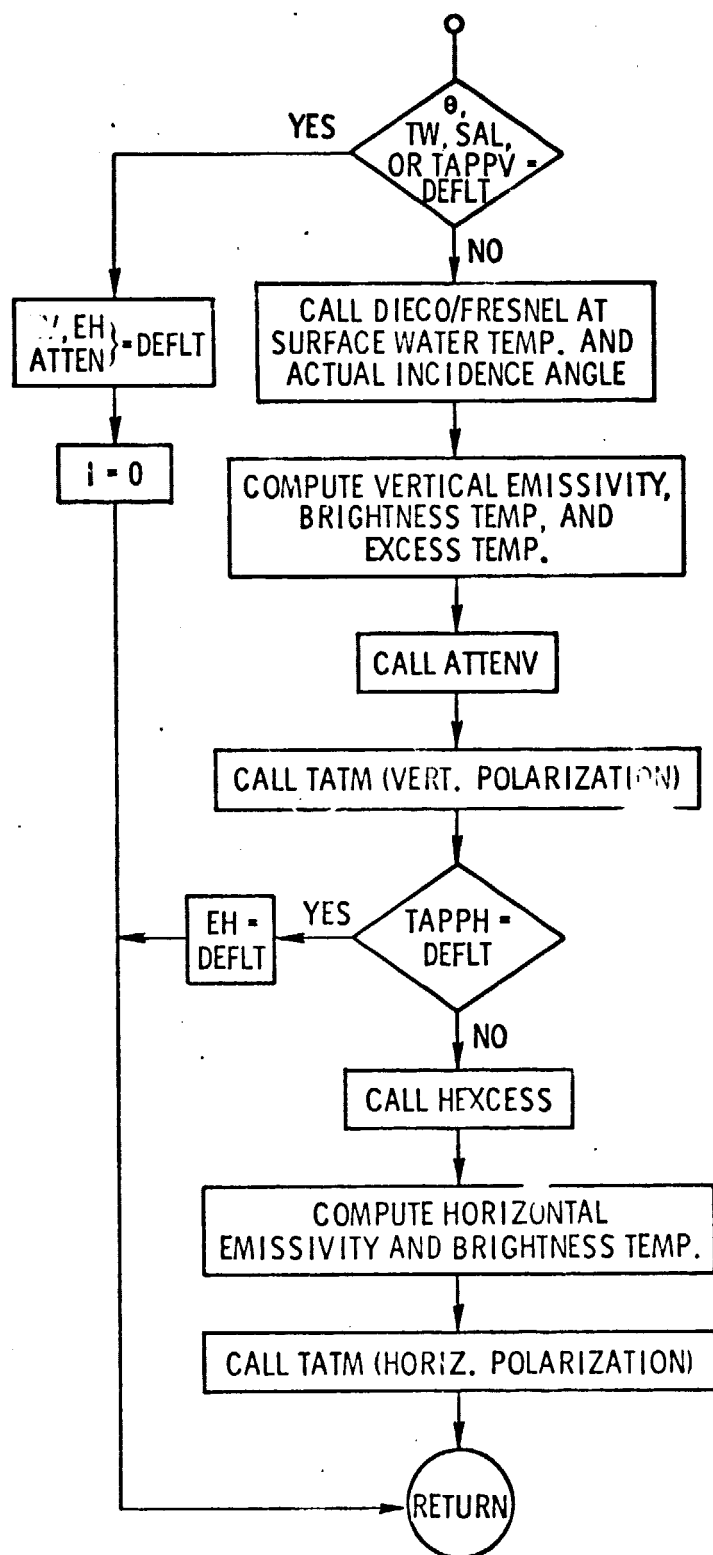 θ,
TW, SAL,
OR TAPPV =
DEFLT
YES
NO
, EH
ATTEN } = DEFLT
I = 0
CALL DIECO/FRESNEL AT
SURFACE WATER TEMP. AND
ACTUAL INCIDENCE ANGLE
COMPUTE VERTICAL EMISSIVITY,
BRIGHTNESS TEMP, AND
EXCESS TEMP.
CALL ATTENV
CALL TATM (VERT. POLARIZATION)
TAPPH =
DEFLT
YES
EH =
DEFLT
NO
CALL HEXCESS
COMPUTE HORIZONTAL
EMISSIVITY AND BRIGHTNESS TEMP.
CALL TATM (HORIZ. POLARIZATION)
RETURN